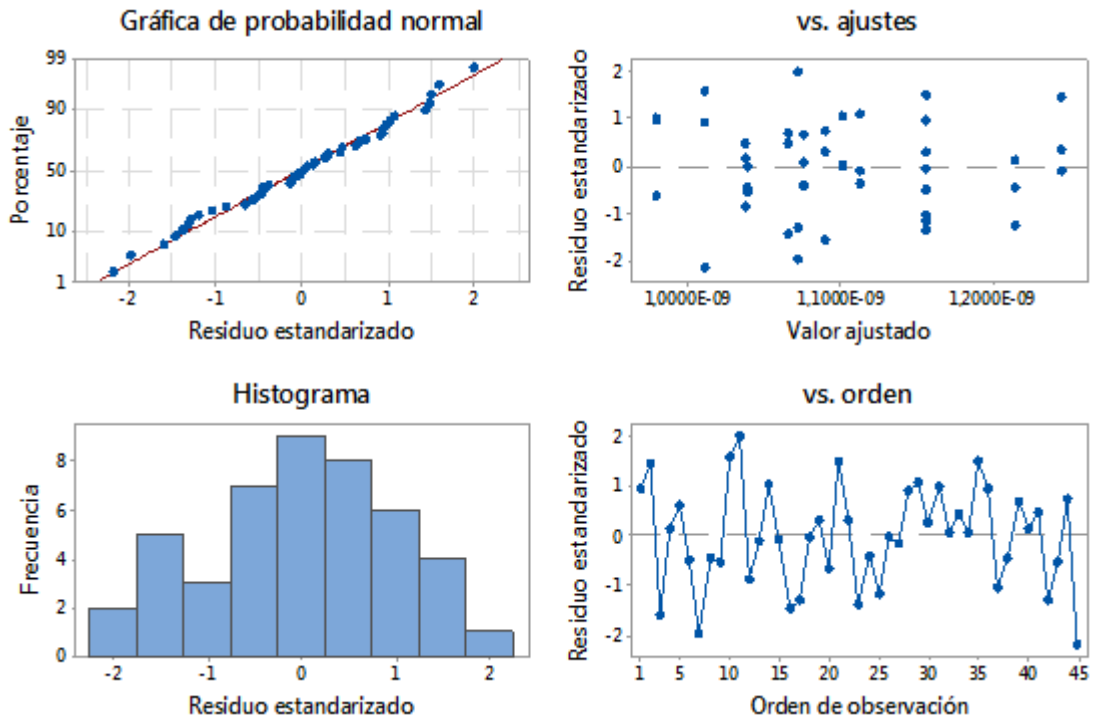 Gráfica de probabilidad normal
99
90
50
10
1
Porcentaje
-2 -1 0 1 2
Residuo estandarizado
vs. ajustes
2
1
0
-1
-2
Residuo estandarizado
1,0000E-09 1,1000E-09 1,2000E-09
Valor ajustado
Histograma
8
6
4
2
0
Frecuencia
-2 -1 0 1 2
Residuo estandarizado
vs. orden
2
1
0
-1
-2
Residuo estandarizado
1 5 10 15 20 25 30 35 40 45
Orden de observación